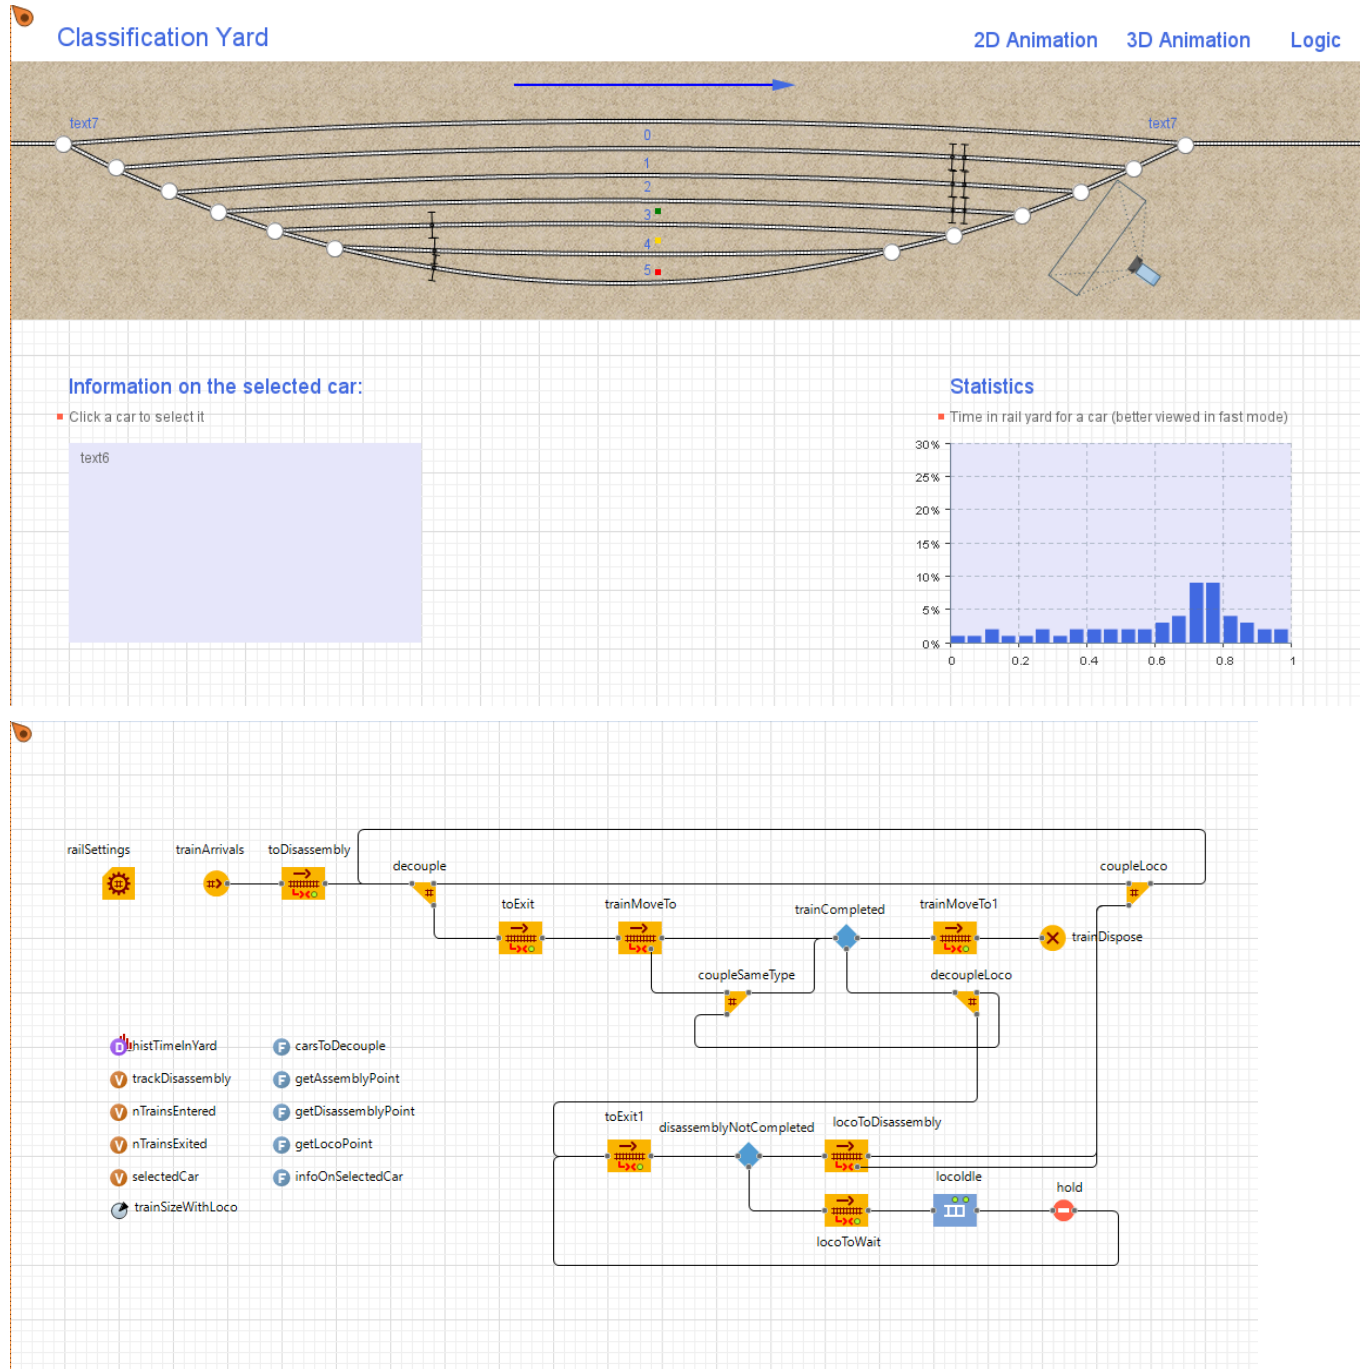 Classification Yard
2D Animation
3D Animation
Logic
text7
text7
0
1
2
3
4
5
Information on the selected car:
Click a car to select it
text6
Statistics
Time in rail yard for a car (better viewed in fast mode)
30%
25%
20%
15%
10%
5%
0%
0 0.2 0.4 0.6 0.8 1
railSettings
trainArrivals
toDisassembly
decouple
coupleLoco
toExit
trainMoveTo
trainCompleted
trainMoveTo1
trainDispose
coupleSameType
decoupleLoco
histTimeInYard
carsToDecouple
trackDisassembly
getAssemblyPoint
nTrainsEntered
getDisassemblyPoint
nTrainsExited
getLocoPoint
selectedCar
infoOnSelectedCar
trainSizeWithLoco
toExit1
disassemblyNotCompleted
locoToDisassembly
locoIdle
hold
locoToWait